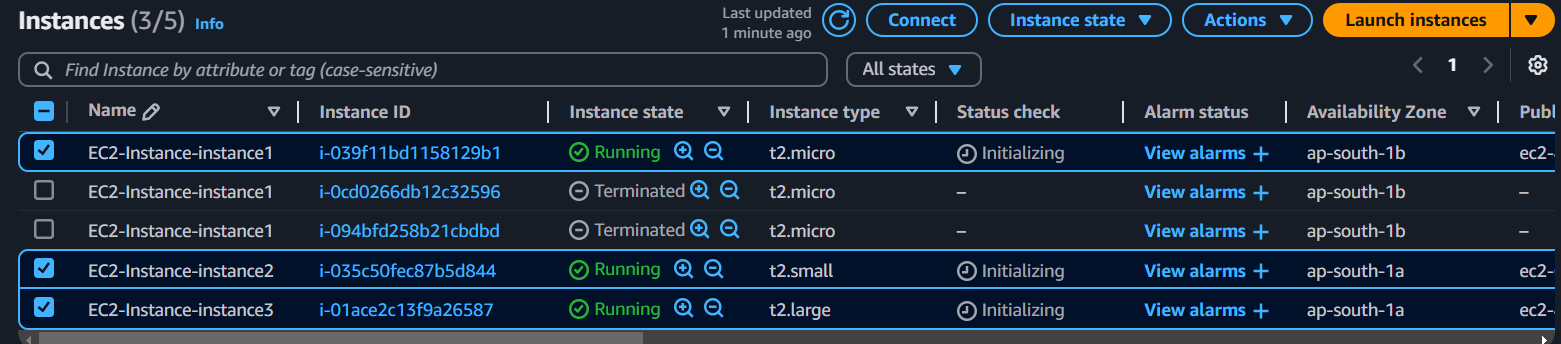 Instances (3/5) Info Last updated 1 minute ago Connect Instance state Actions Launch instances
Find Instance by attribute or tag (case-sensitive) All states 1
Name Instance ID Instance state Instance type Status check Alarm status Availability Zone Publ
EC2-Instance-instance1 i-039f11bd1158129b1 Running t2.micro Initializing View alarms + ap-south-1b ec2-
EC2-Instance-instance1 i-0cd0266db12c32596 Terminated t2.micro – View alarms + ap-south-1b –
EC2-Instance-instance1 i-094bfd258b21cbdbd Terminated t2.micro – View alarms + ap-south-1b –
EC2-Instance-instance2 i-035c50fec87b5d844 Running t2.small Initializing View alarms + ap-south-1a ec2-
EC2-Instance-instance3 i-01ace2c13f9a26587 Running t2.large Initializing View alarms + ap-south-1a ec2-